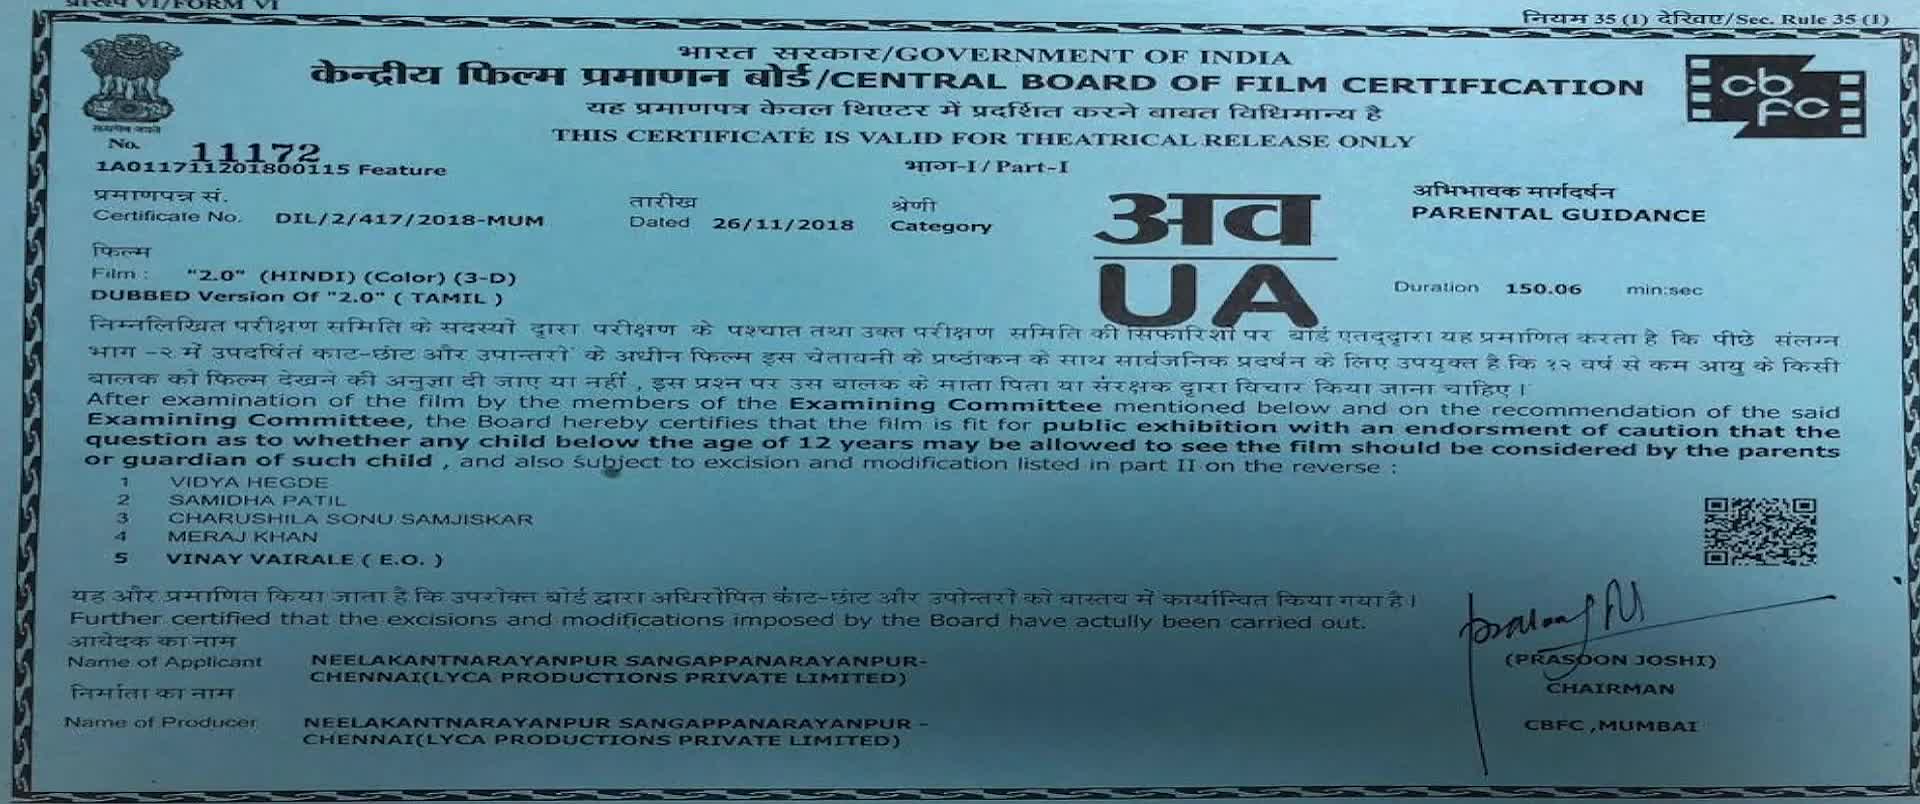 प्रारूप VI/FORM VI
नियम 35 (1) देखिए/Sec. Rule 35 (1)
भारत सरकार/GOVERNMENT OF INDIA
केन्द्रीय फिल्म प्रमाणन बोर्ड/CENTRAL BOARD OF FILM CERTIFICATION
cb
fc
यह प्रमाणपत्र केवल थिएटर में प्रदर्शित करने बाबत विधिमान्य है
सत्यमेव जयते
THIS CERTIFICATE IS VALID FOR THEATRICAL RELEASE ONLY
No. 11172
1A011711201800115 Feature
भाग-I/Part-I
प्रमाणपत्र सं.
Certificate No. DIL/2/417/2018-MUM
तारीख
Dated 26/11/2018
श्रेणी
Category
अव
UA
अभिभावक मार्गदर्षन
PARENTAL GUIDANCE
फिल्म
Film : "2.0" (HINDI) (Color) (3-D)
DUBBED Version Of "2.0" ( TAMIL )
Duration 150.06 min:sec
निम्नलिखित परीक्षण समिति के सदस्यों द्वारा परीक्षण के पश्चात तथा उक्त परीक्षण समिति की सिफारिशों पर बोर्ड एतद्द्वारा यह प्रमाणित करता है कि पीछे संलग्न
भाग -२ में उपदर्षित काट-छाट और उपान्तरों के अधीन फिल्म इस चेतावनी के प्रष्ठांकन के साथ सार्वजनिक प्रदर्षन के लिए उपयुक्त है कि १२ वर्ष से कम आयु के किसी
बालक को फिल्म देखने की अनुज्ञा दी जाए या नहीं , इस प्रश्न पर उस बालक के माता पिता या संरक्षक द्वारा विचार किया जाना चाहिए ।
After examination of the film by the members of the Examining Committee mentioned below and on the recommendation of the said
Examining Committee, the Board hereby certifies that the film is fit for public exhibition with an endorsment of caution that the
question as to whether any child below the age of 12 years may be allowed to see the film should be considered by the parents
or guardian of such child , and also subject to excision and modification listed in part II on the reverse :
1 VIDYA HEGDE
2 SAMIDHA PATIL
3 CHARUSHILA SONU SAMJISKAR
4 MERAJ KHAN
5 VINAY VAIRALE ( E.O. )
यह और प्रमाणित किया जाता है कि उपरोक्त बोर्ड द्वारा अधिरोपित कांट-छांट और उपान्तरों को वास्तव में कार्यान्वित किया गया है।
Further certified that the excisions and modifications imposed by the Board have actully been carried out.
आवेदक का नाम
Name of Applicant NEELAKANTNARAYANPUR SANGAPPANARAYANPUR-
CHENNAI(LYCA PRODUCTIONS PRIVATE LIMITED)
निर्माता का नाम
Name of Producer NEELAKANTNARAYANPUR SANGAPPANARAYANPUR -
CHENNAI(LYCA PRODUCTIONS PRIVATE LIMITED)
(PRASOON JOSHI)
CHAIRMAN
CBFC ,MUMBAI